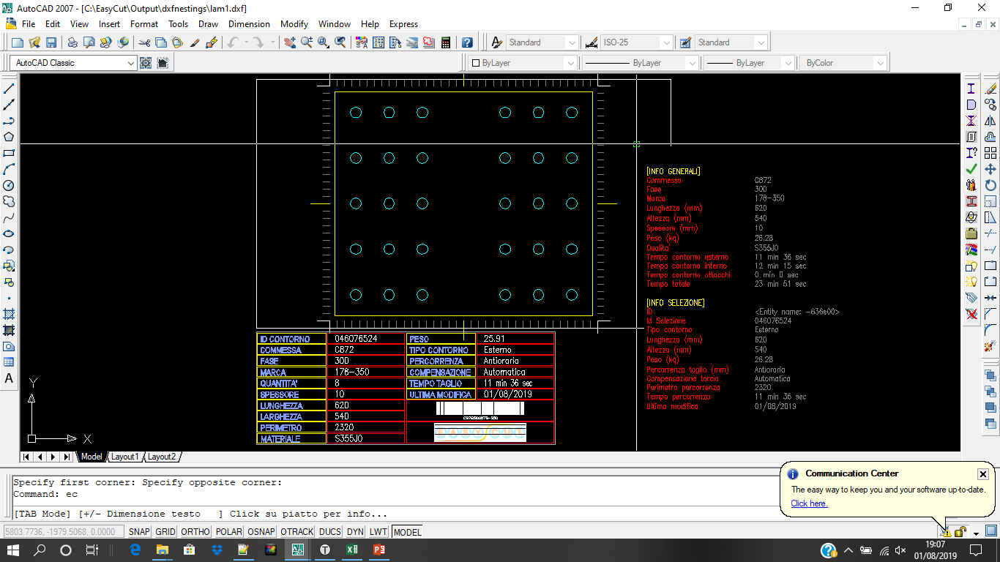 AutoCAD 2007 - [C:\EasyCut\Output\dxfnestings\lam1.dxf]
File Edit View Insert Format Tools Draw Dimension Modify Window Help Express
Standard ISO-25 Standard
AutoCAD Classic ByLayer ByLayer ByLayer ByColor
[INFO GENERALI]
Commessa C872
Fase 300
Marca 178-350
Lunghezza (mm) 620
Altezza (mm) 540
Spessore (mm) 10
Peso (kg) 26.28
Qualita' S355J0
Tempo contorno esterno 11 min 36 sec
Tempo contorno interno 12 min 15 sec
Tempo contorno attacchi 0 min 0 sec
Tempo totale 23 min 51 sec
[INFO SELEZIONE]
ID <Entity name: -636e00>
Id Selezione 046076524
Tipo contorno Esterno
Lunghezza (mm) 620
Altezza (mm) 540
Peso (kg) 26.28
Percorrenza taglio (mm) Antioraria
Compensazione torcia Automatica
Perimetro percorrenza 2320
Tempo percorrenza 11 min 36 sec
Ultima modifica 01/08/2019
ID CONTORNO 046076524 PESO 25.91
COMMESSA C872 TIPO CONTORNO Esterno
FASE 300 PERCORRENZA Antioraria
MARCA 178-350 COMPENSAZIONE Automatica
QUANTITA' 8 TEMPO TAGLIO 11 min 36 sec
SPESSORE 10 ULTIMA MODIFICA 01/08/2019
LUNGHEZZA 620
LARGHEZZA 540
PERIMETRO 2320
MATERIALE S355J0
EASYCUT
Y
X
A
Model Layout1 Layout2
Specify first corner: Specify opposite corner:
Command: ec
[TAB Mode] [+/- Dimensione testo ] Click su piatto per info...
Communication Center
The easy way to keep you and your software up-to-date.
Click here.
5803.7736, -1979.5068, 0.0000 SNAP GRID ORTHO POLAR OSNAP OTRACK DUCS DYN LWT MODEL
19:07
01/08/2019